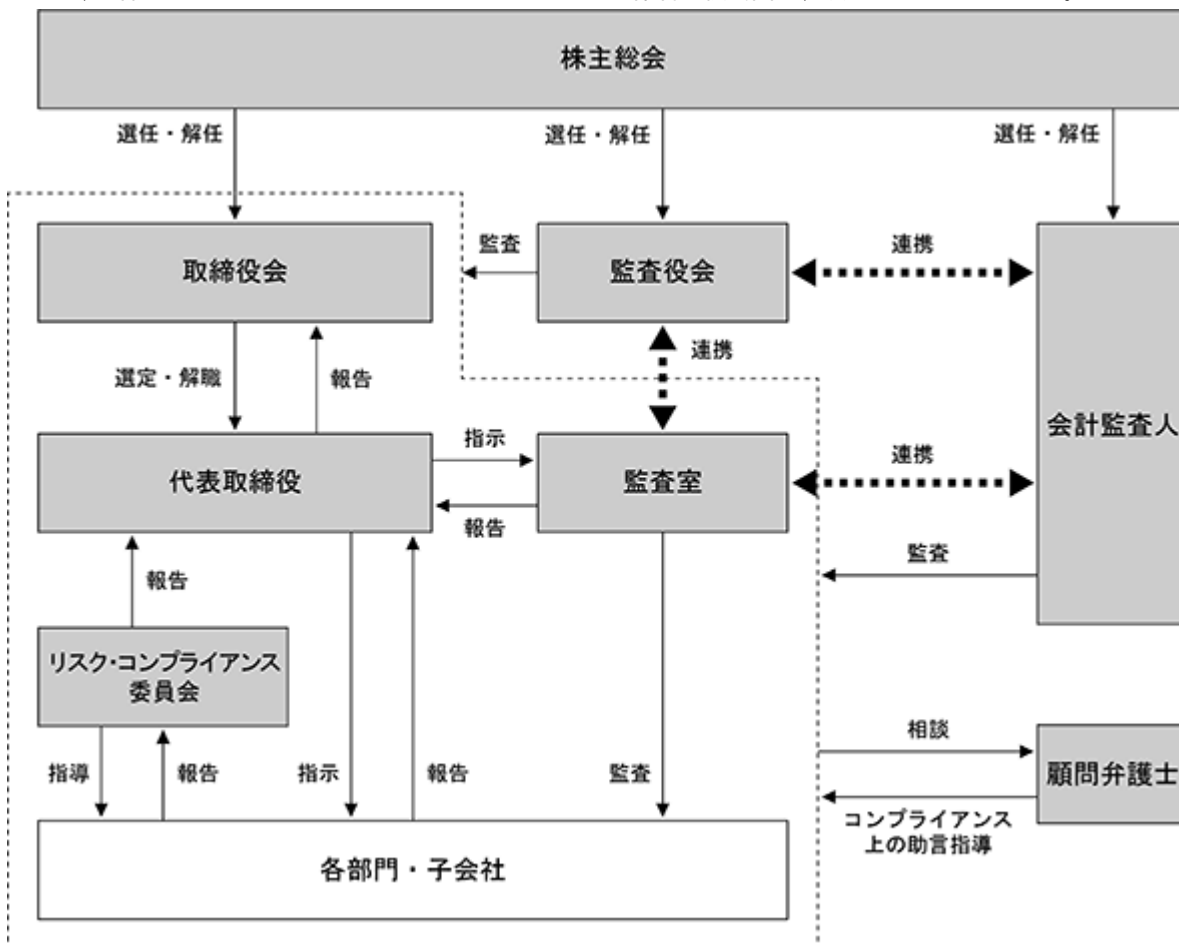 株主総会
選任・解任
選任・解任
選任・解任
取締役会
監査
監査役会
連携
会計監査人
選定・解職
報告
連携
代表取締役
指示
報告
監査室
連携
監査
報告
リスク・コンプライアンス
委員会
指導
報告
指示
報告
監査
相談
顧問弁護士
コンプライアンス
上の助言指導
各部門・子会社